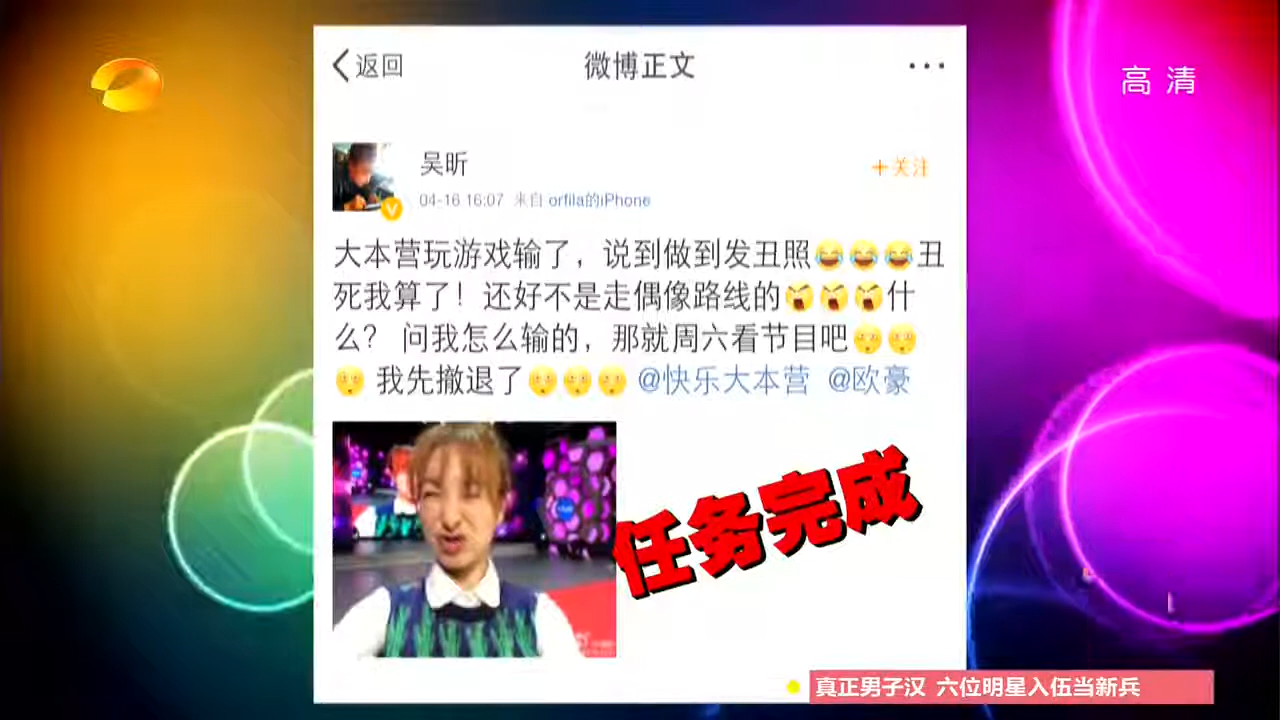 返回
微博正文
高清
吴昕
+关注
04-16 16:07 来自 orfila的iPhone
大本营玩游戏输了，说到做到发丑照😂😂😂丑
死我算了！还好不是走偶像路线的😱😱😱什
么？ 问我怎么输的，那就周六看节目吧
我先撤退了 @快乐大本营 @欧豪
任务完成
真正男子汉 六位明星入伍当新兵